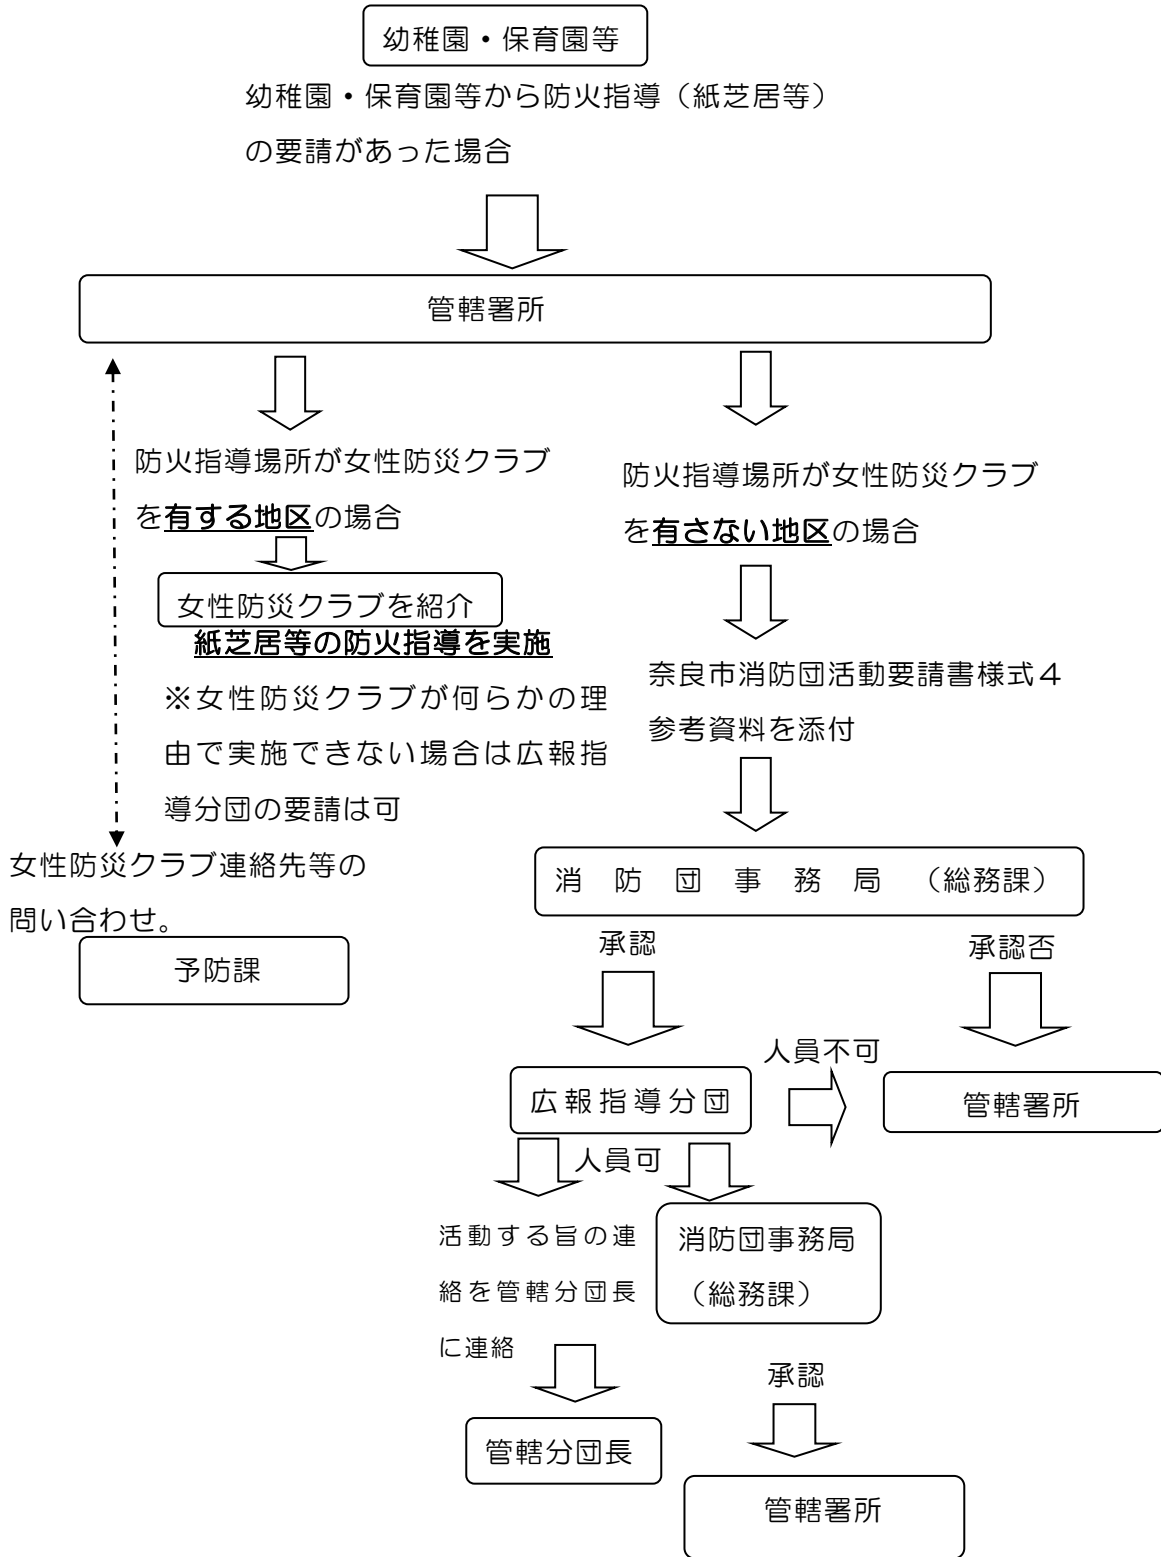 幼稚園・保育園等
幼稚園・保育園等から防火指導（紙芝居等）
の要請があった場合
管轄署所
防火指導場所が女性防災クラブ
を有する地区の場合
女性防災クラブを紹介
紙芝居等の防火指導を実施
※女性防災クラブが何らかの理
由で実施できない場合は広報指
導分団の要請は可
女性防災クラブ連絡先等の
問い合わせ。
予防課
防火指導場所が女性防災クラブ
を有さない地区の場合
奈良市消防団活動要請書様式４
参考資料を添付
消防団事務局（総務課）
承認
承認否
広報指導分団
人員不可
管轄署所
人員可
活動する旨の連
絡を管轄分団長
に連絡
消防団事務局
（総務課）
管轄分団長
承認
管轄署所